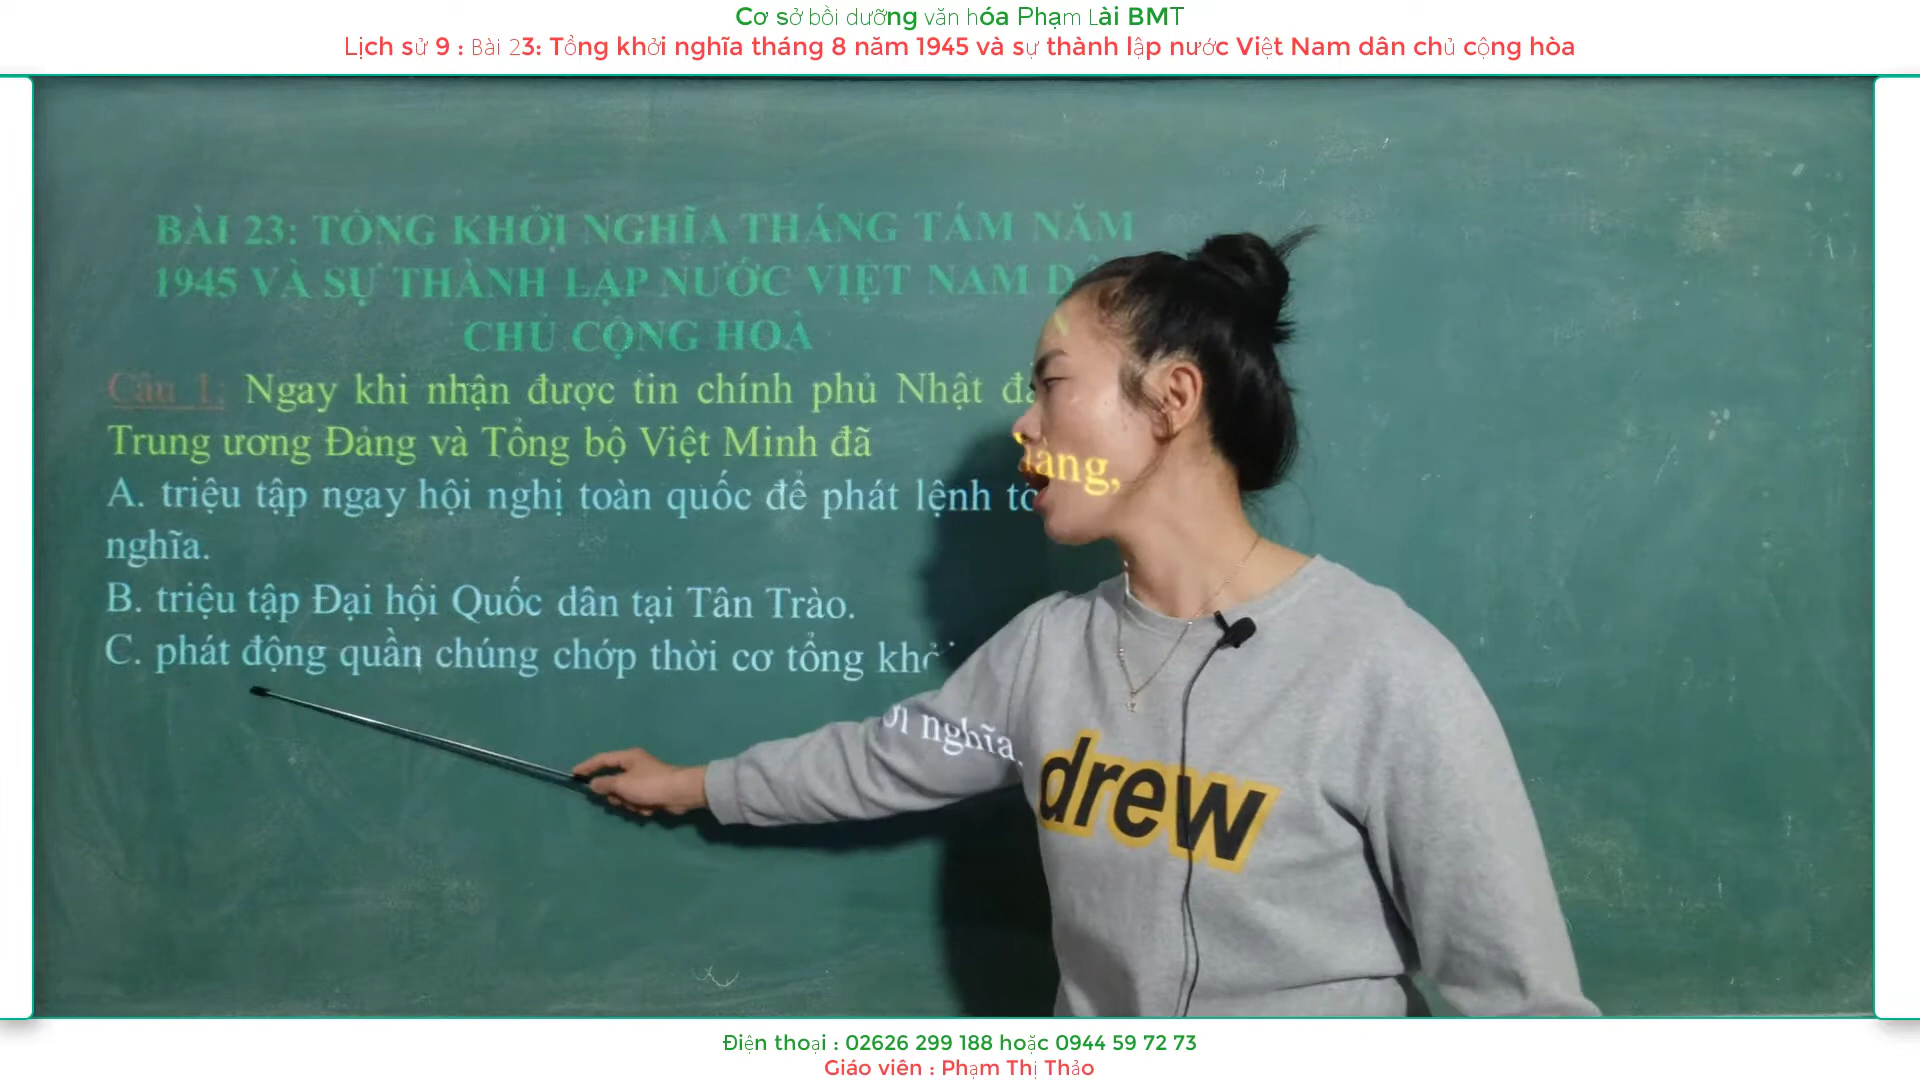 Cơ sở bồi dưỡng văn hóa Phạm Lài BMT
Lịch sử 9 : Bài 23: Tổng khởi nghĩa tháng 8 năm 1945 và sự thành lập nước Việt Nam dân chủ cộng hòa
BÀI 23: TỔNG KHỞI NGHĨA THÁNG TÁM NĂM
1945 VÀ SỰ THÀNH LẬP NƯỚC VIỆT NAM
CHỦ CỘNG HOÀ
Câu 1: Ngay khi nhận được tin chính phủ Nhật đầ hàng,
Trung ương Đảng và Tổng bộ Việt Minh đã
A. triệu tập ngay hội nghị toàn quốc để phát lệnh
nghĩa.
B. triệu tập Đại hội Quốc dân tại Tân Trào.
C. phát động quần chúng chớp thời cơ tổng khởi nghĩa.
drew
Điện thoại : 02626 299 188 hoặc 0944 59 72 73
Giáo viên : Phạm Thị Thảo